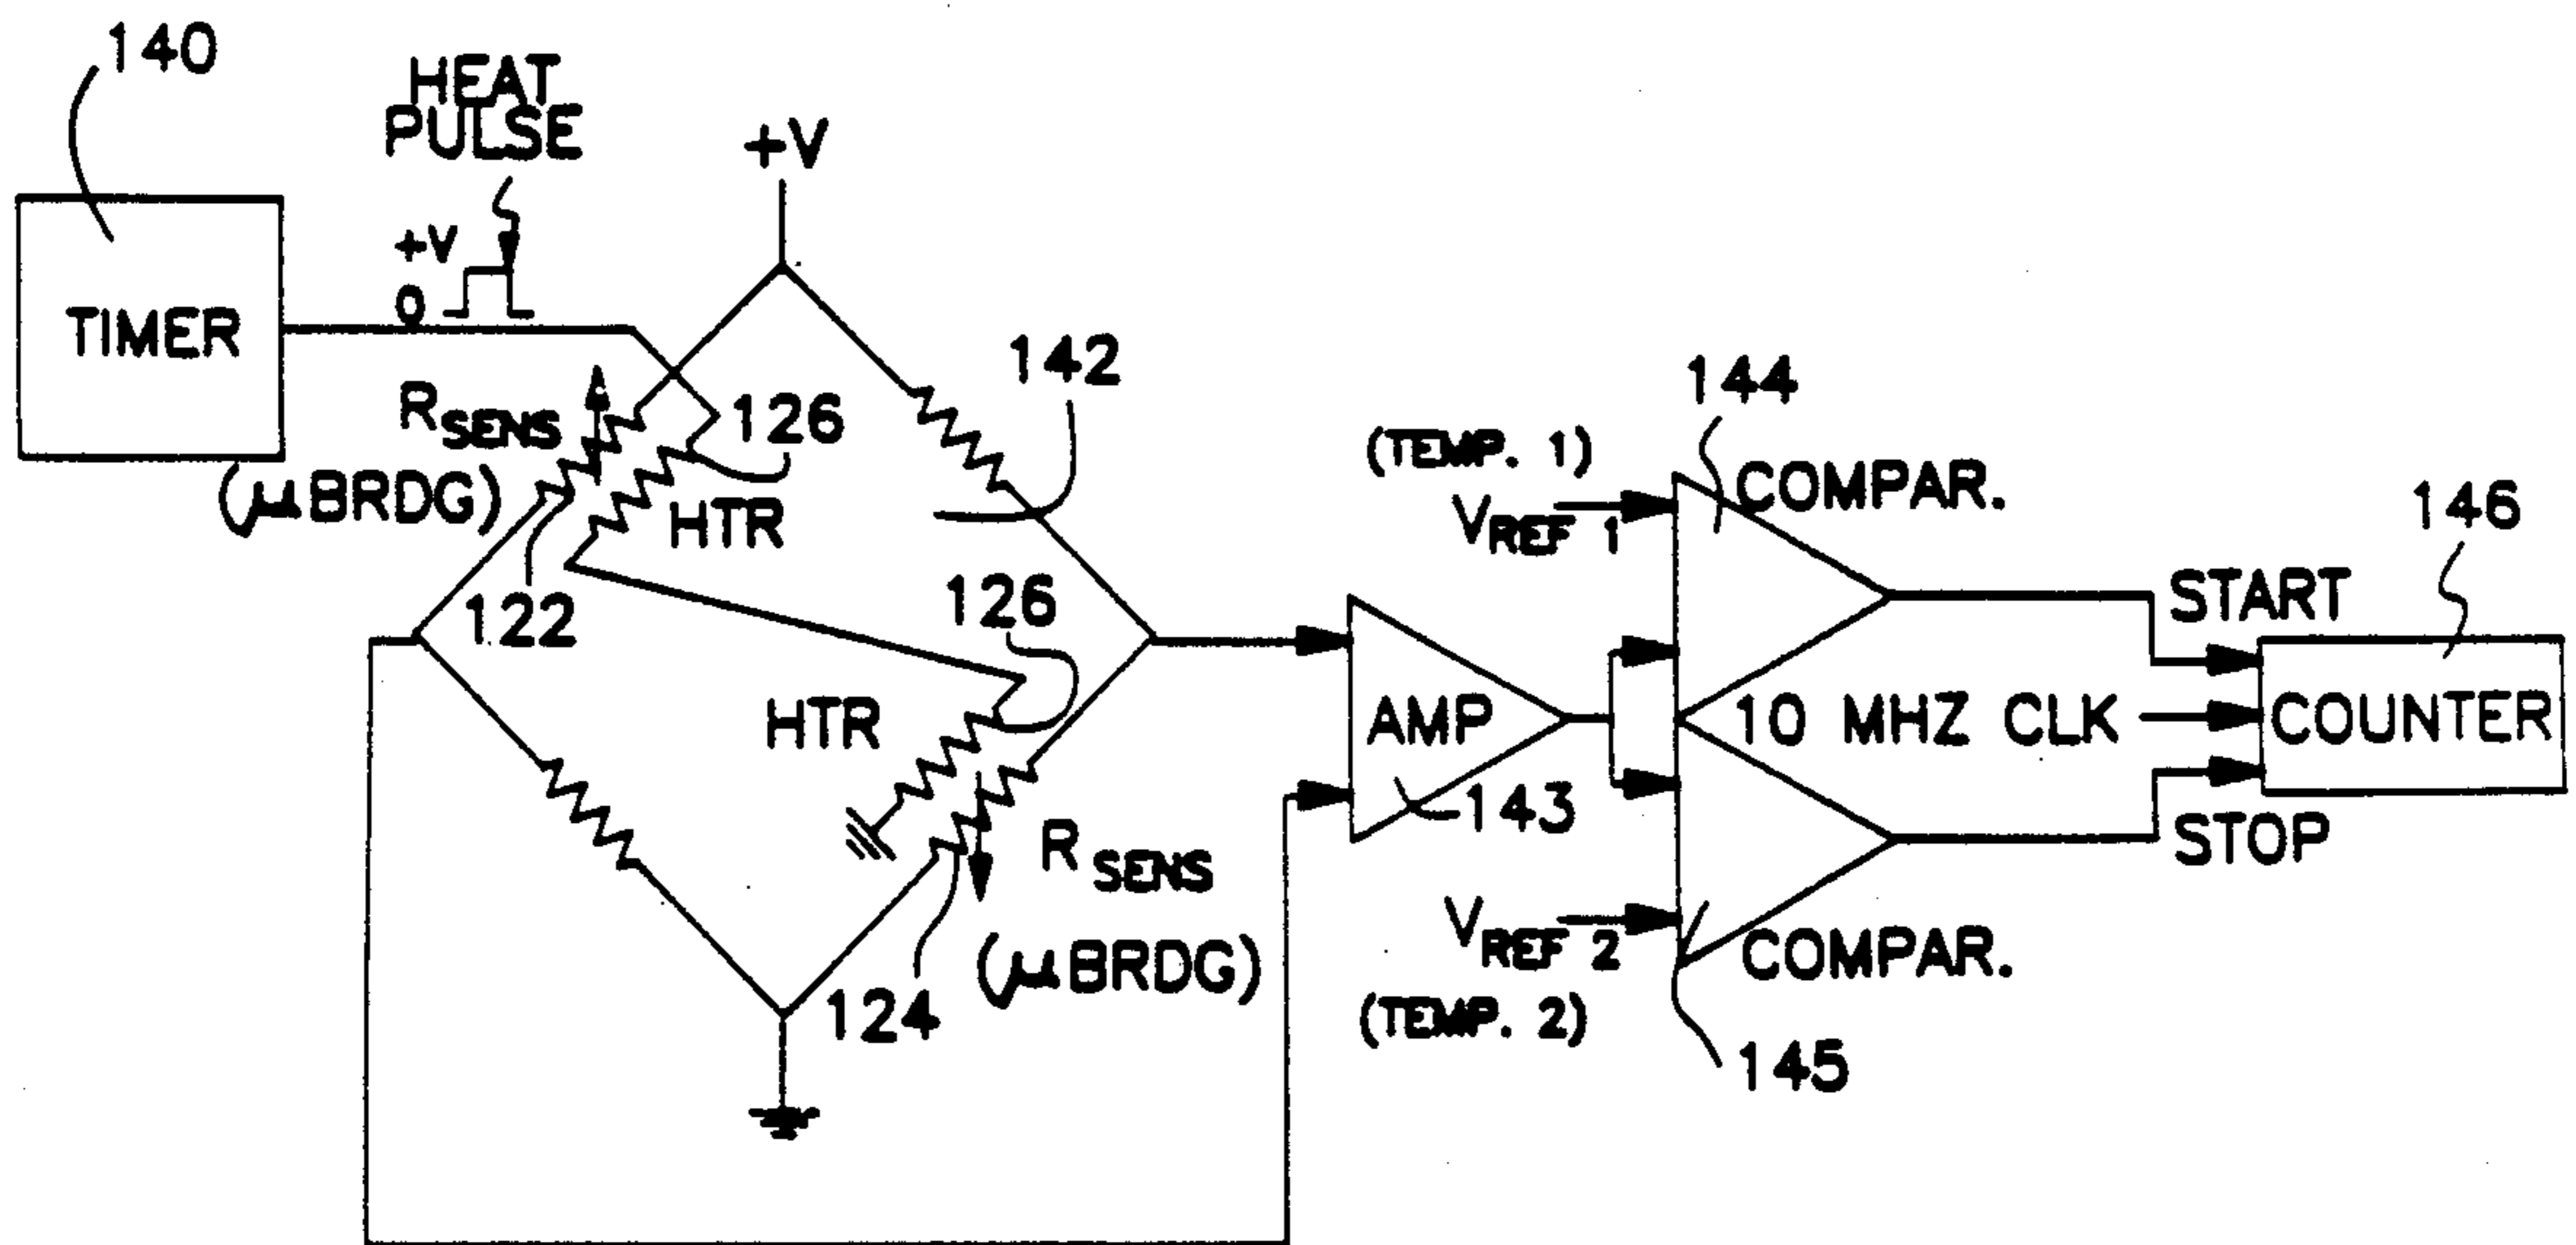 140
HEAT
PULSE
+V
+V
0
TIMER
142
RSENS
126
(μBRDG)
HTR
122
126
HTR
RSENS
124
(μBRDG)
144
(TEMP. 1)
COMPAR.
VREF 1
146
START
AMP
10 MHZ CLK
COUNTER
143
STOP
VREF 2
COMPAR.
(TEMP. 2)
145